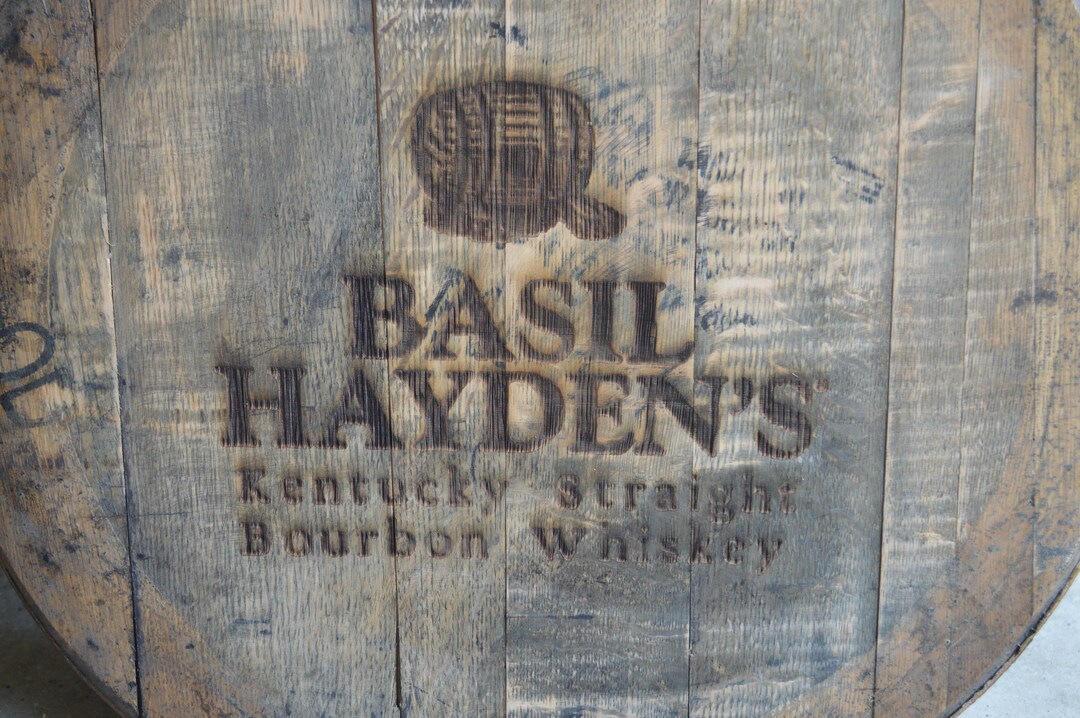 BASIL
HAYDEN'S
Kentucky Straight
Bourbon Whiskey